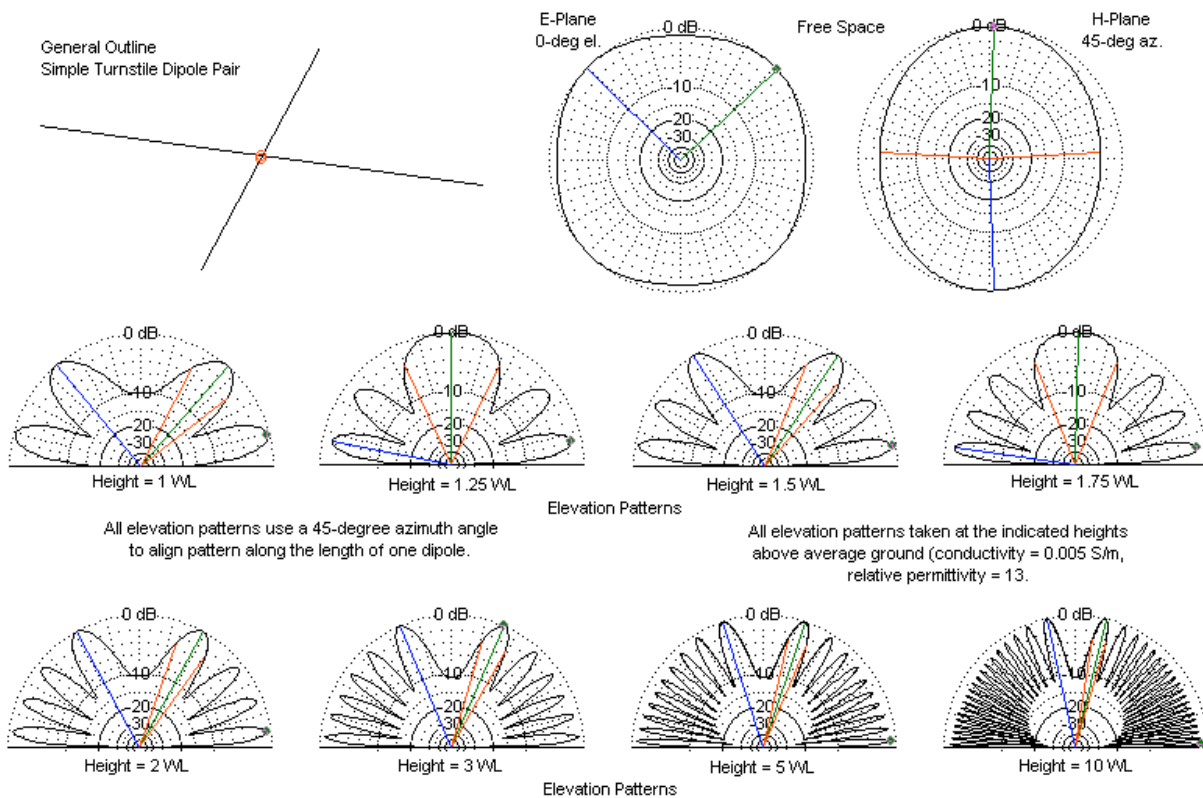 General Outline
Simple Turnstile Dipole Pair
E-Plane
0-deg el.
0 dB
-10
-20
-30
Free Space
0 dB
-10
-20
-30
H-Plane
45-deg az.
0 dB
-10
20
30
Height = 1 WL
0 dB
-10
20
30
Height = 1.25 WL
0 dB
-10
20
30
Height = 1.5 WL
0 dB
-10
20
30
Height = 1.75 WL
Elevation Patterns
All elevation patterns use a 45-degree azimuth angle
to align pattern along the length of one dipole.
All elevation patterns taken at the indicated heights
above average ground (conductivity = 0.005 S/m,
relative permittivity = 13.
0 dB
-10
20
30
Height = 2 WL
0 dB
-10
20
30
Height = 3 WL
0 dB
-10
20
30
Height = 5 WL
0 dB
10
20
30
Height = 10 WL
Elevation Patterns